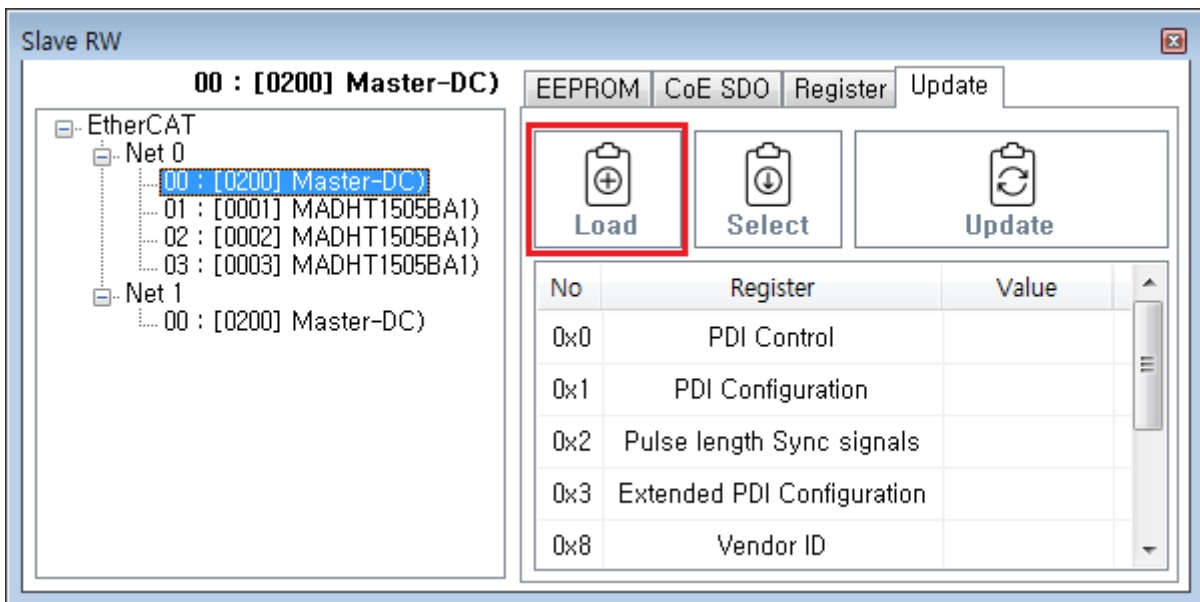 Slave RW
00 : [0200] Master-DC)
EtherCAT
Net 0
00 : [0200] Master-DC)
01 : [0001] MADHT1505BA1)
02 : [0002] MADHT1505BA1)
03 : [0003] MADHT1505BA1)
Net 1
00 : [0200] Master-DC)
EEPROM CoE SDO Register Update
Load Select Update
No Register Value
0x0 PDI Control
0x1 PDI Configuration
0x2 Pulse length Sync signals
0x3 Extended PDI Configuration
0x8 Vendor ID